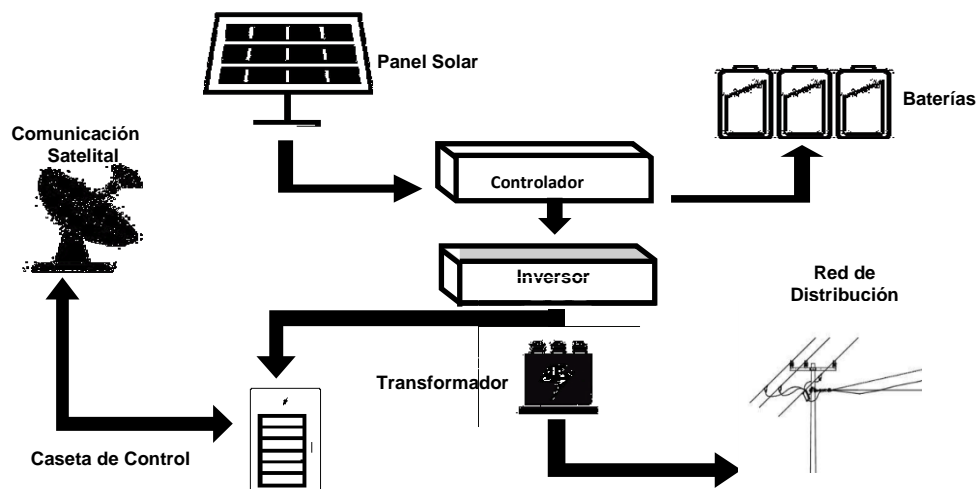 Panel Solar
Baterías
Comunicación
Satelital
Controlador
Inversor
Red de
Distribución
Transformador
Caseta de Control